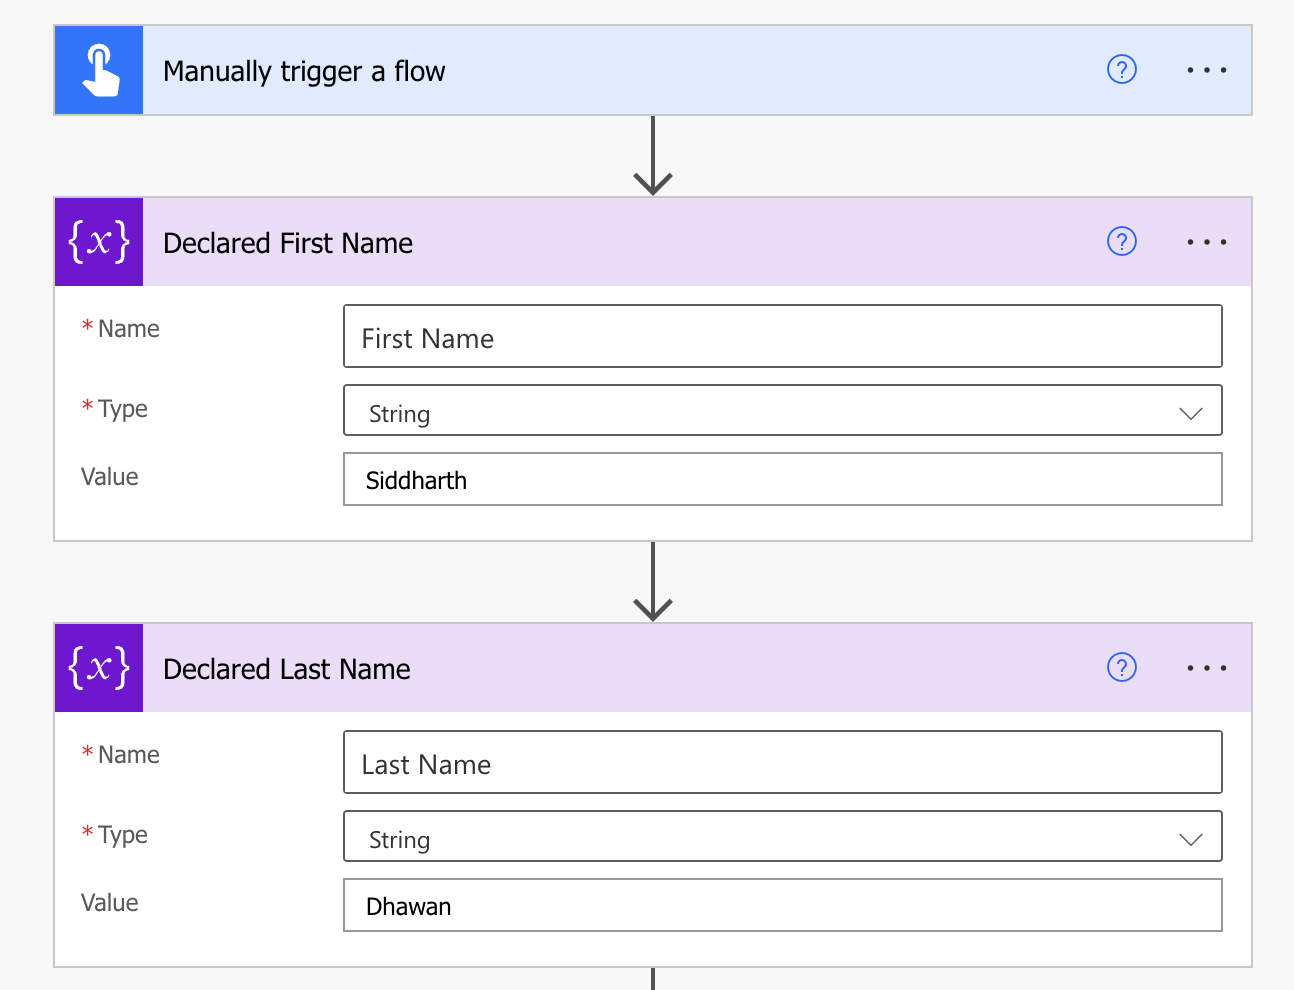 Manually trigger a flow
?
{x} Declared First Name
?
* Name
First Name
* Type
String
Value
Siddharth
{x} Declared Last Name
?
* Name
Last Name
* Type
String
Value
Dhawan